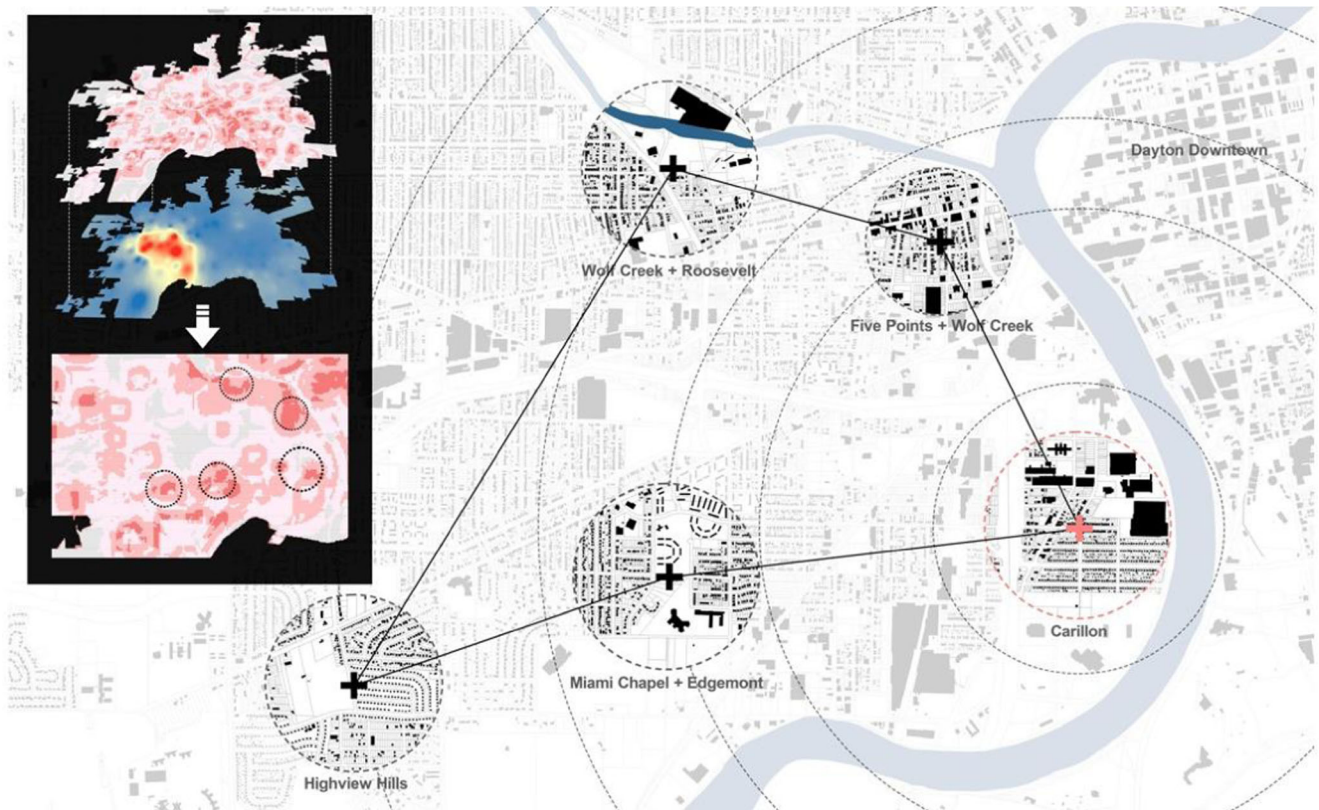 Dayton Downtown
Wolf Creek + Roosevelt
Five Points + Wolf Creek
Carillon
Miami Chapel + Edgemont
Highview Hills